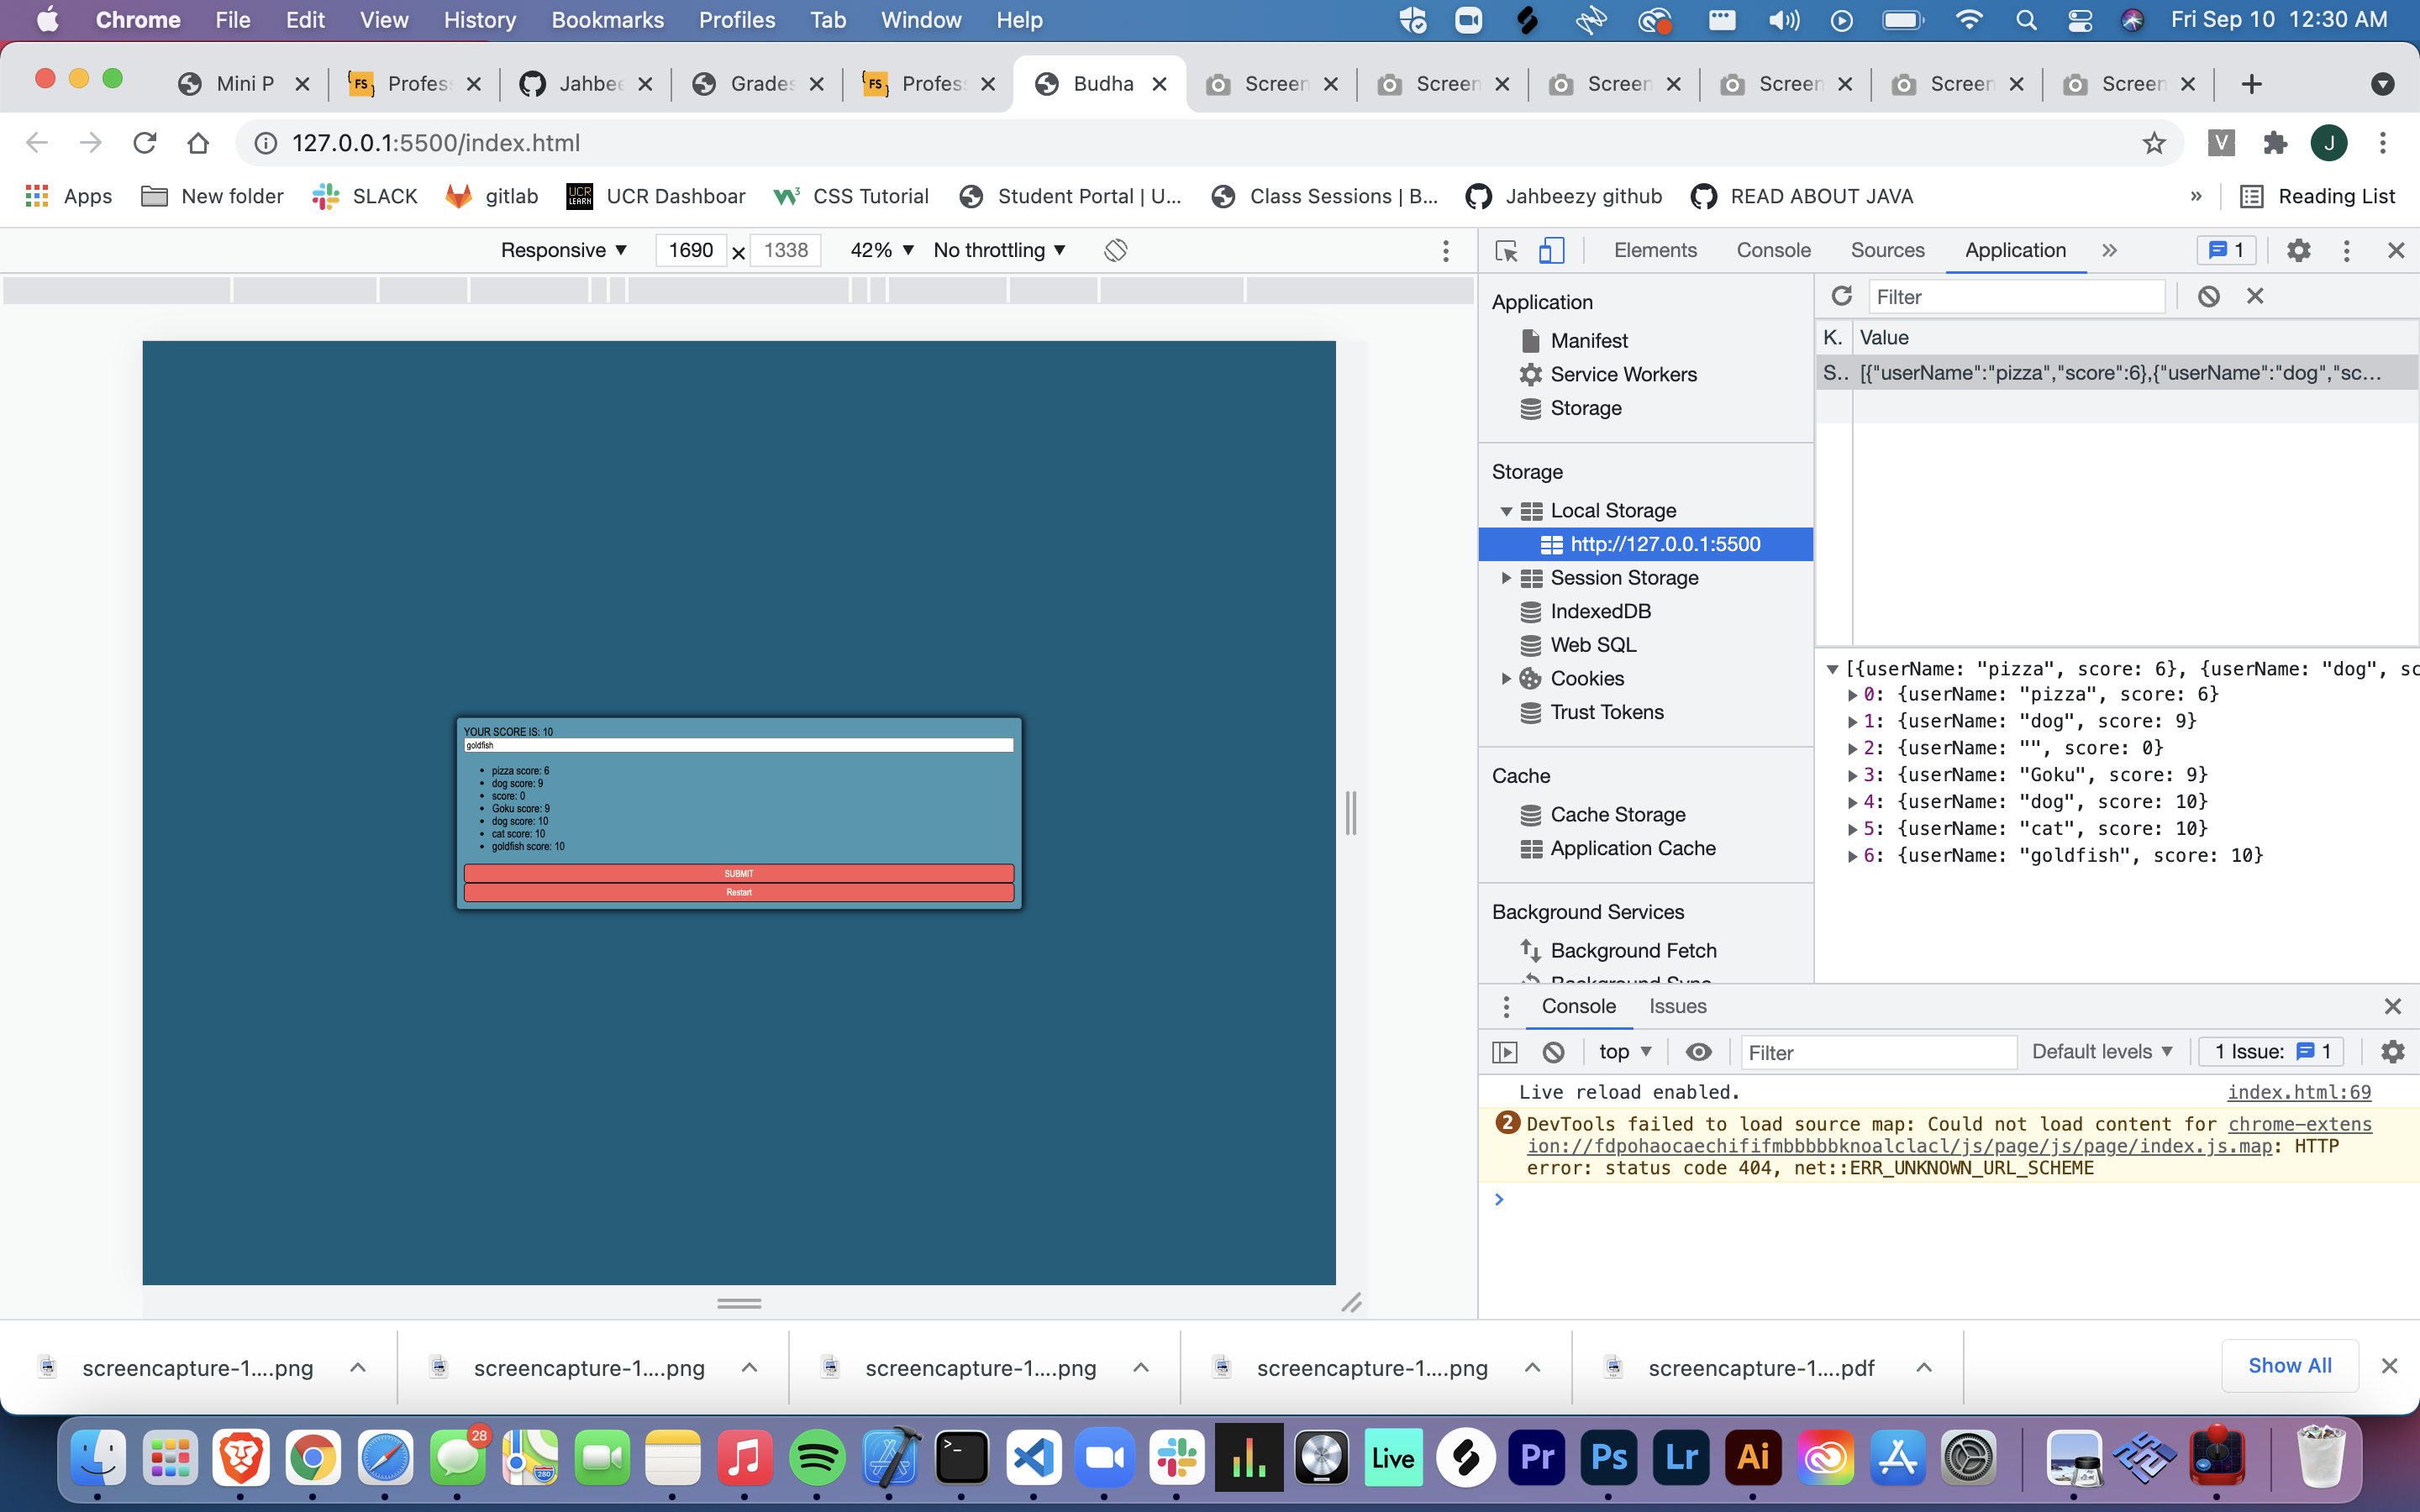 Chrome File Edit View History Bookmarks Profiles Tab Window Help Fri Sep 10 12:30 AM
Mini P Profes Jahbee Grades Profes Budha Screen Screen Screen Screen Screen Screen
127.0.0.1:5500/index.html V J
Apps New folder SLACK gitlab UCR LEARN UCR Dashboar CSS Tutorial Student Portal | U... Class Sessions | B... Jahbeezy github READ ABOUT JAVA » Reading List
Responsive 1690 × 1338 42% No throttling
Elements Console Sources Application » 1
Application
Manifest
Service Workers
Storage
Storage
Local Storage
http://127.0.0.1:5500
Session Storage
IndexedDB
Web SQL
Cookies
Trust Tokens
Cache
Cache Storage
Application Cache
Background Services
Background Fetch
Background Sync
Filter
K. Value
S.. [{"userName":"pizza","score":6},{"userName":"dog","sc...
[{userName: "pizza", score: 6}, {userName: "dog", sc
0: {userName: "pizza", score: 6}
1: {userName: "dog", score: 9}
2: {userName: "", score: 0}
3: {userName: "Goku", score: 9}
4: {userName: "dog", score: 10}
5: {userName: "cat", score: 10}
6: {userName: "goldfish", score: 10}
YOUR SCORE IS: 10
goldfish
pizza score: 6
dog score: 9
score: 0
Goku score: 9
dog score: 10
cat score: 10
goldfish score: 10
SUBMIT
Restart
Console Issues
top Filter Default levels 1 Issue: 1
Live reload enabled. index.html:69
2 DevTools failed to load source map: Could not load content for chrome-extens
ion://fdpohaocaechififmbbbbbknoalclacl/js/page/js/page/index.js.map: HTTP
error: status code 404, net::ERR_UNKNOWN_URL_SCHEME
screencapture-1....png screencapture-1....png screencapture-1....png screencapture-1....png screencapture-1....pdf Show All
28 280 Live Pr Ps Lr Ai